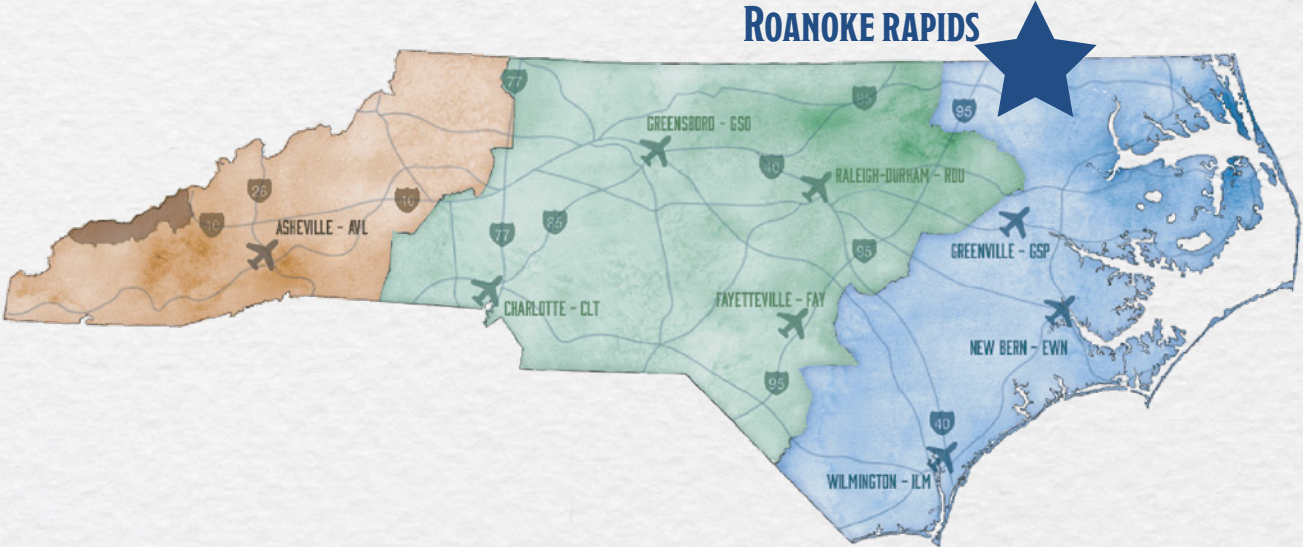 ROANOKE RAPIDS
77
85
95
GREENSBORO - GSO
40
RALEIGH-DURHAM - RDU
26
40
40
ASHEVILLE - AVL
77
85
95
GREENVILLE - GSP
CHARLOTTE - CLT
FAYETTEVILLE - FAY
NEW BERN - EWN
95
40
WILMINGTON - ILM